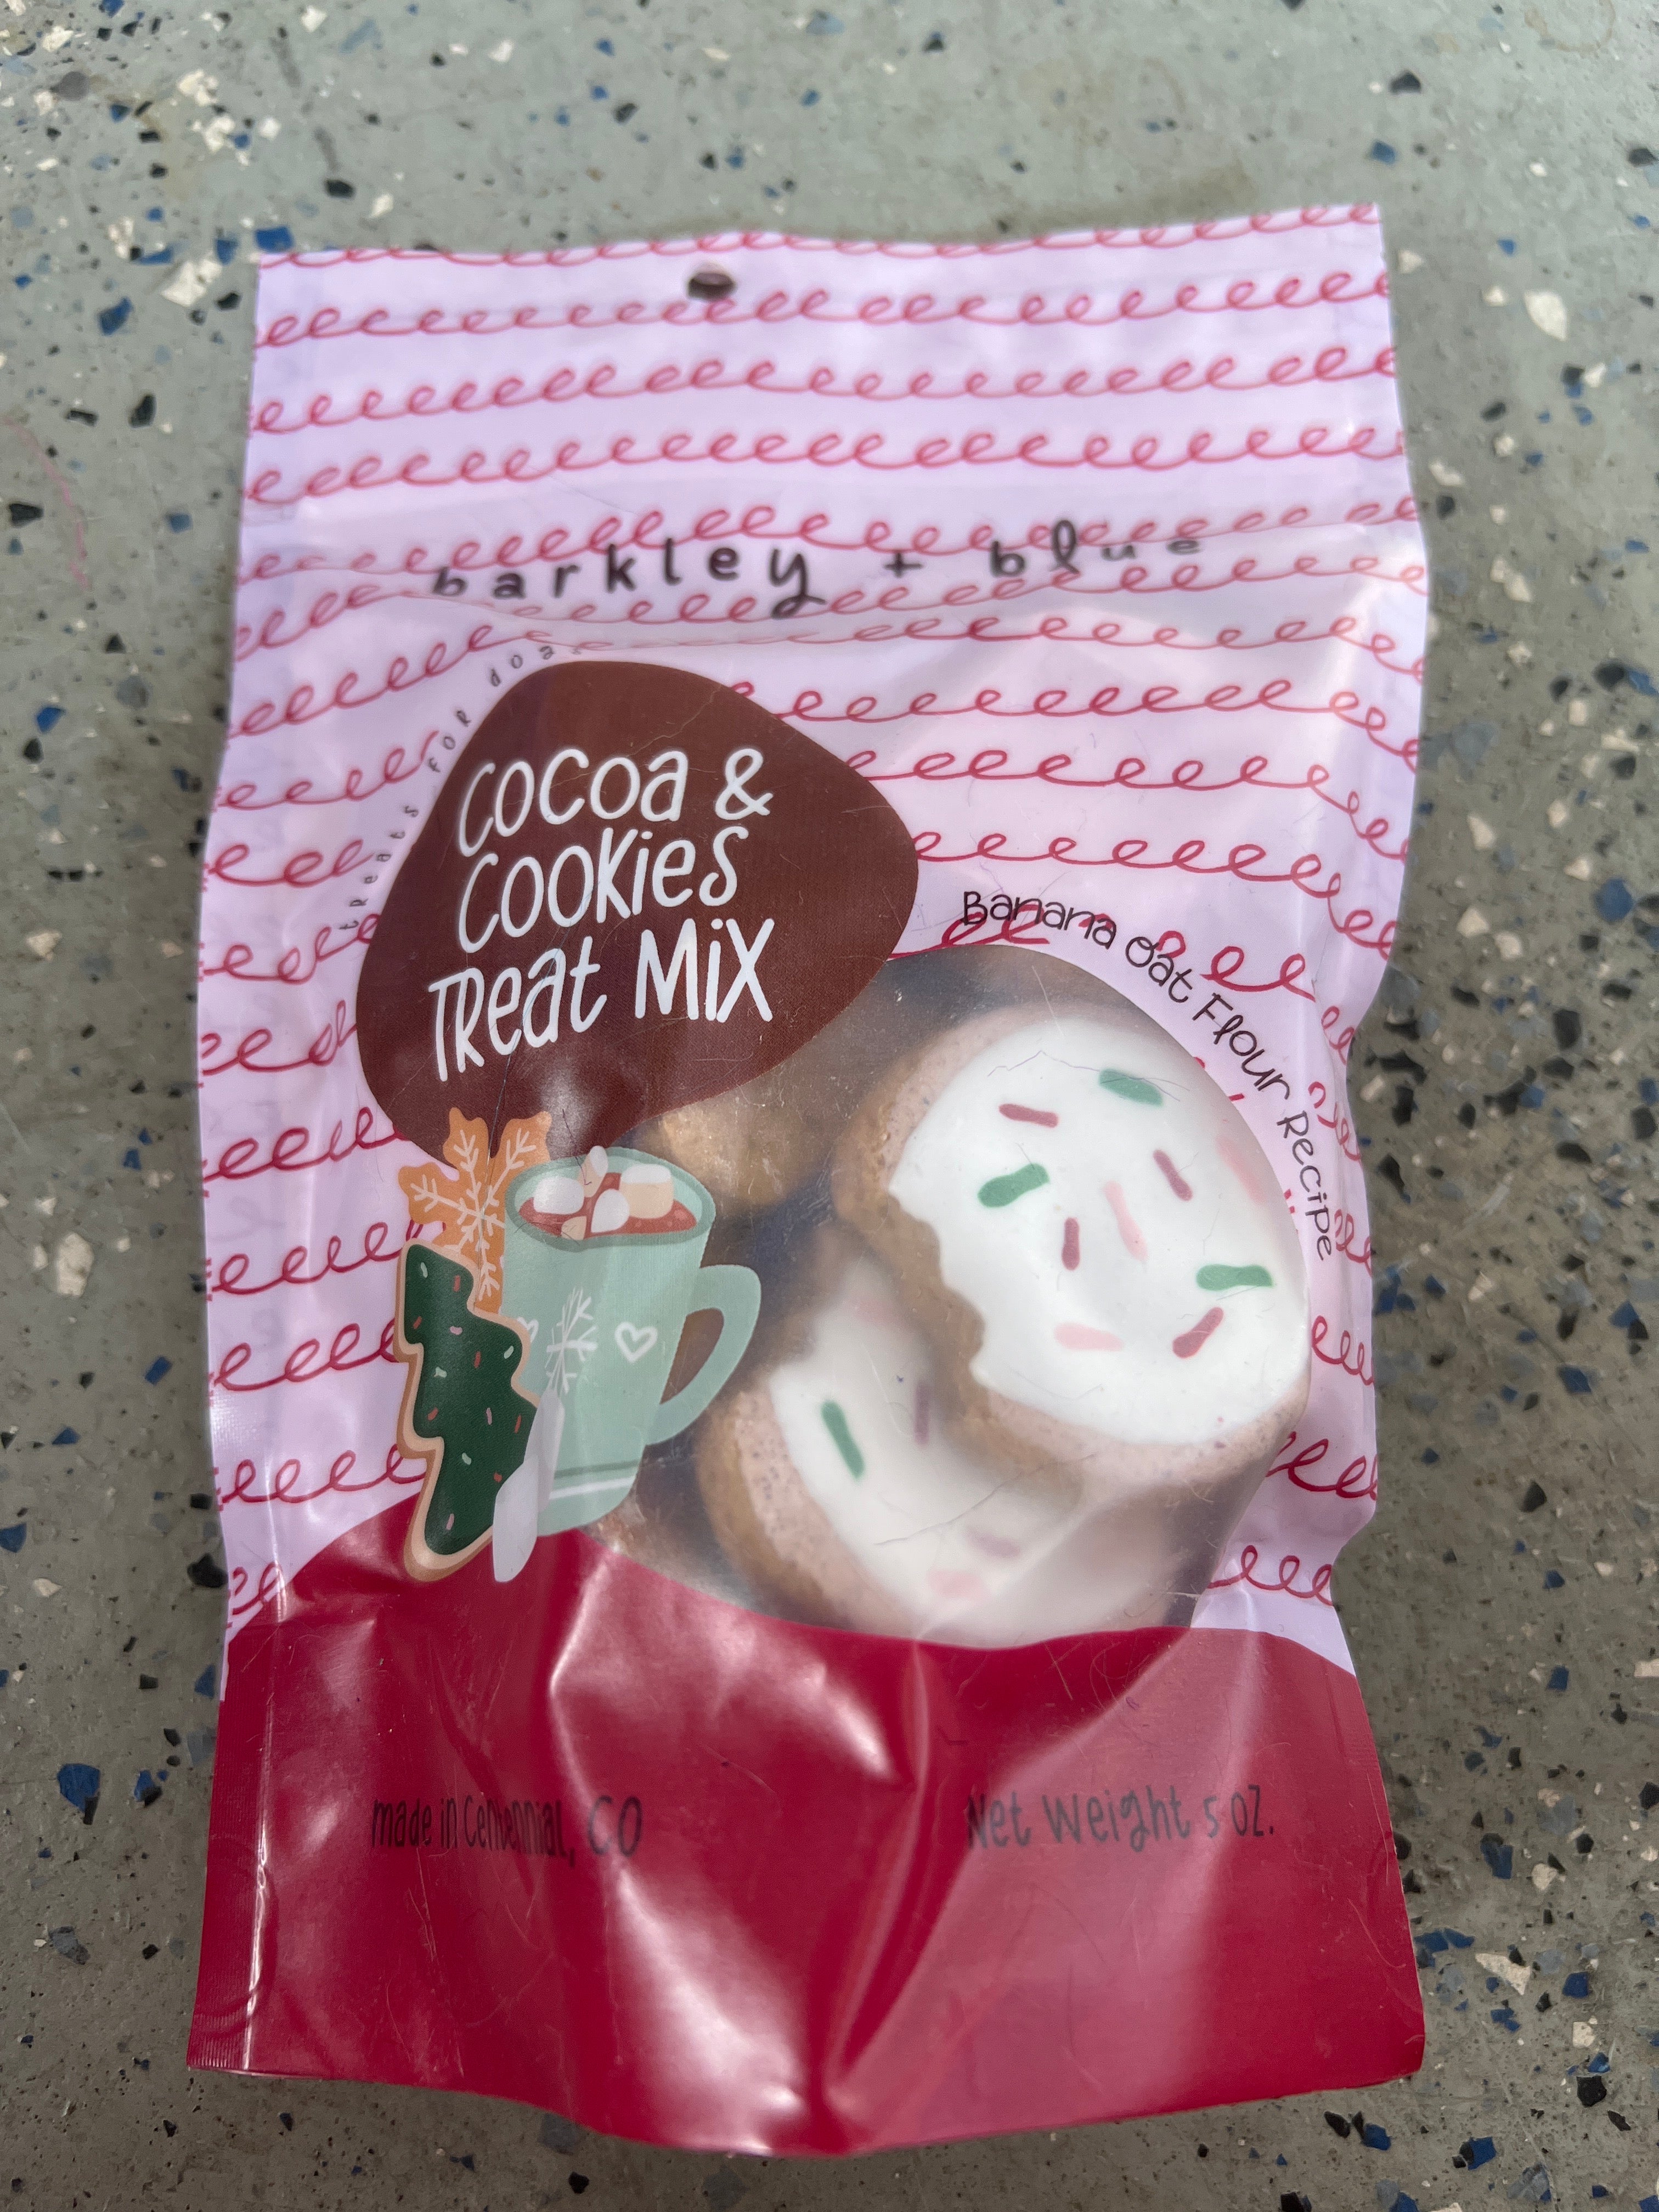 barkley + blue
treats for dogs
Cocoa &
Cookies
Treat Mix
Banana Oat Flour Recipe
made in Centennial, CO
Net Weight 5 oz.